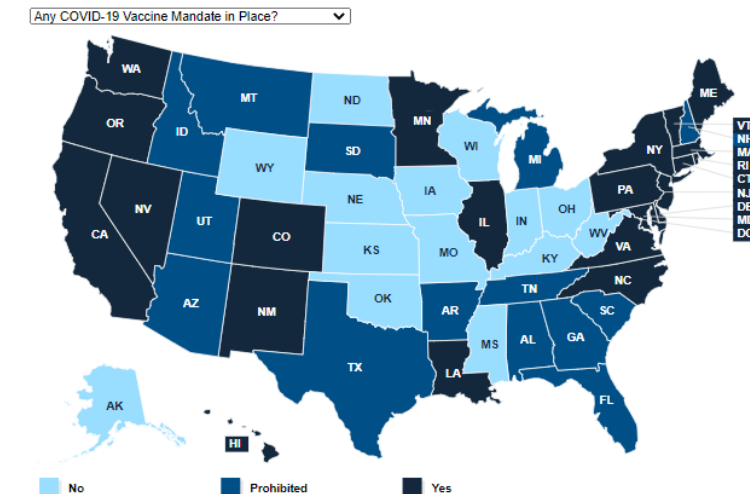 Any COVID-19 Vaccine Mandate in Place?
WA
ME
MT
ND
MN
VT
OR
ID
NH
SD
WI
NY
MA
MI
RI
WY
CT
IA
PA
NJ
NE
DE
NV
OH
MD
UT
IL
IN
DC
CA
CO
WV
KS
MO
VA
KY
NC
OK
TN
AZ
NM
AR
SC
MS
AL
GA
TX
LA
FL
AK
HI
No
Prohibited
Yes